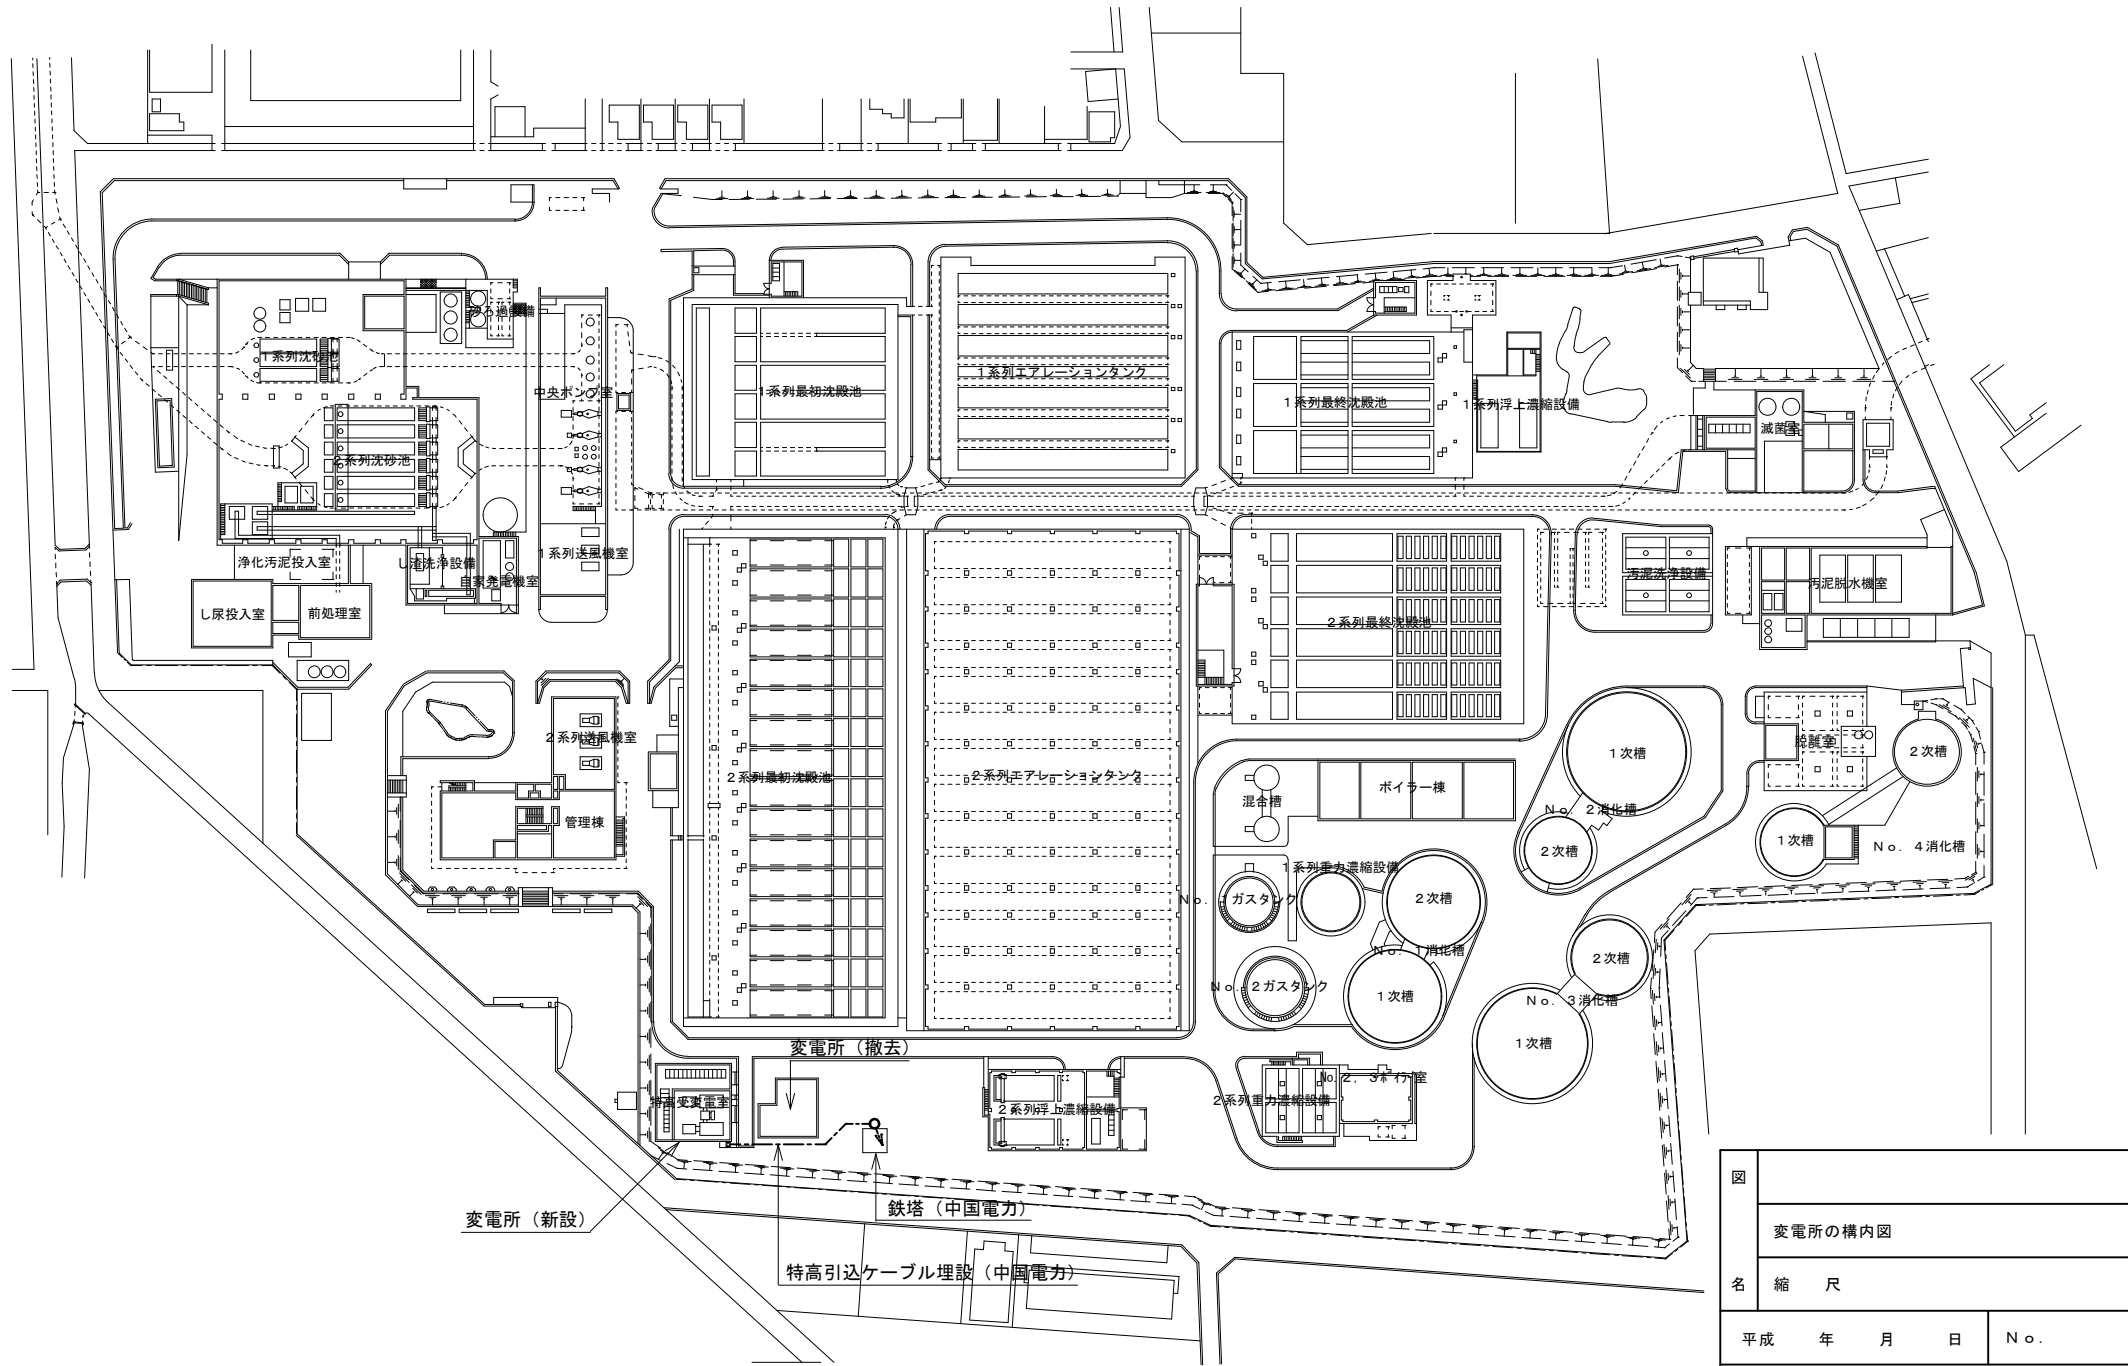 沙ろ過設備
1系列沈砂池
中央ポンプ室
1系列最初沈殿池
1系列エアレーションタンク
1系列最終沈殿池
1系列浮上濃縮設備
滅菌室
2系列沈砂池
浄化汚泥投入室
し渣洗浄設備
自家発電機室
1系列送風機室
し尿投入室
前処理室
汚泥洗浄設備
汚泥脱水機室
2系列最終沈殿池
2系列送風機室
管理棟
2系列最初沈殿池
2系列エアレーションタンク
混合槽
ボイラー棟
1次槽
No.2消化槽
2次槽
脱離室
2次槽
1次槽
No.4消化槽
1系列重力濃縮設備
No.1ガスタンク
2次槽
No.1消化槽
1次槽
No.2ガスタンク
2次槽
No.3消化槽
1次槽
変電所（撤去）
特高受変電室
2系列浮上濃縮設備
2系列重力濃縮設備
No.2，3ﾎﾞｲﾗｰ室
変電所（新設）
鉄塔（中国電力）
特高引込ケーブル埋設（中国電力）
図
名
変電所の構内図
縮　尺
平成　年　月　日
No.